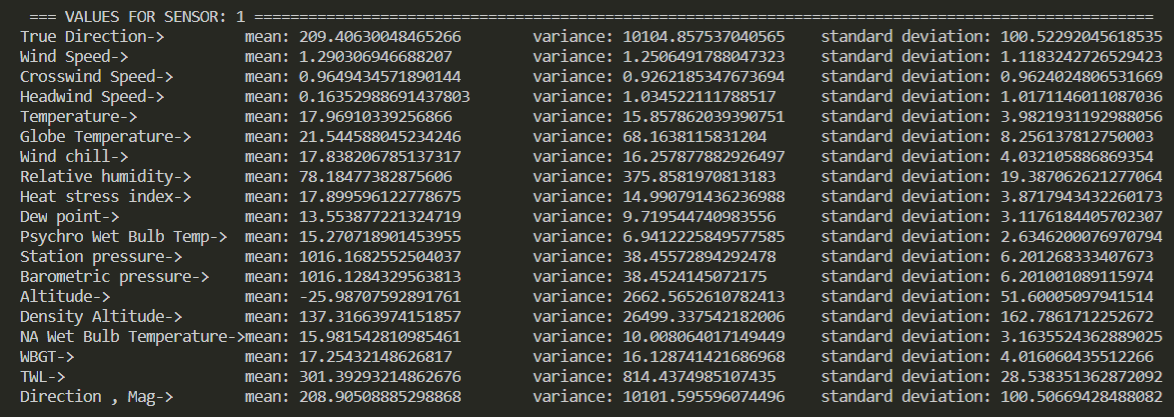 === VALUES FOR SENSOR: 1 ====================================================================================================
True Direction-> mean: 209.40630048465266 variance: 10104.857537040565 standard deviation: 100.52292045618535
Wind Speed-> mean: 1.290306946688207 variance: 1.2506491788047323 standard deviation: 1.1183242726529423
Crosswind Speed-> mean: 0.9649434571890144 variance: 0.9262185347673694 standard deviation: 0.9624024806531669
Headwind Speed-> mean: 0.16352988691437803 variance: 1.034522111788517 standard deviation: 1.0171146011087036
Temperature-> mean: 17.96910339256866 variance: 15.857862039390751 standard deviation: 3.9821931192988056
Globe Temperature-> mean: 21.544588045234246 variance: 68.1638115831204 standard deviation: 8.256137812750003
Wind chill-> mean: 17.838206785137317 variance: 16.257877882926497 standard deviation: 4.032105886869354
Relative humidity-> mean: 78.18477382875606 variance: 375.8581970813183 standard deviation: 19.387062621277064
Heat stress index-> mean: 17.899596122778675 variance: 14.990791436236988 standard deviation: 3.8717943432260173
Dew point-> mean: 13.553877221324719 variance: 9.719544740983556 standard deviation: 3.1176184405702307
Psychro Wet Bulb Temp-> mean: 15.270718901453955 variance: 6.9412225849577585 standard deviation: 2.6346200076970794
Station pressure-> mean: 1016.1682552504037 variance: 38.45572894292478 standard deviation: 6.201268333407673
Barometric pressure-> mean: 1016.1284329563813 variance: 38.4524145072175 standard deviation: 6.201001089115974
Altitude-> mean: -25.98707592891761 variance: 2662.5652610782413 standard deviation: 51.60005097941514
Density Altitude-> mean: 137.31663974151857 variance: 26499.337542182006 standard deviation: 162.7861712252672
NA Wet Bulb Temperature->mean: 15.981542810985461 variance: 10.008064017149449 standard deviation: 3.1635524362889025
WBGT-> mean: 17.25432148626817 variance: 16.128741421686968 standard deviation: 4.016060435512266
TWL-> mean: 301.39293214862676 variance: 814.4374985107435 standard deviation: 28.538351362872092
Direction , Mag-> mean: 208.90508885298868 variance: 10101.595596074496 standard deviation: 100.50669428488082